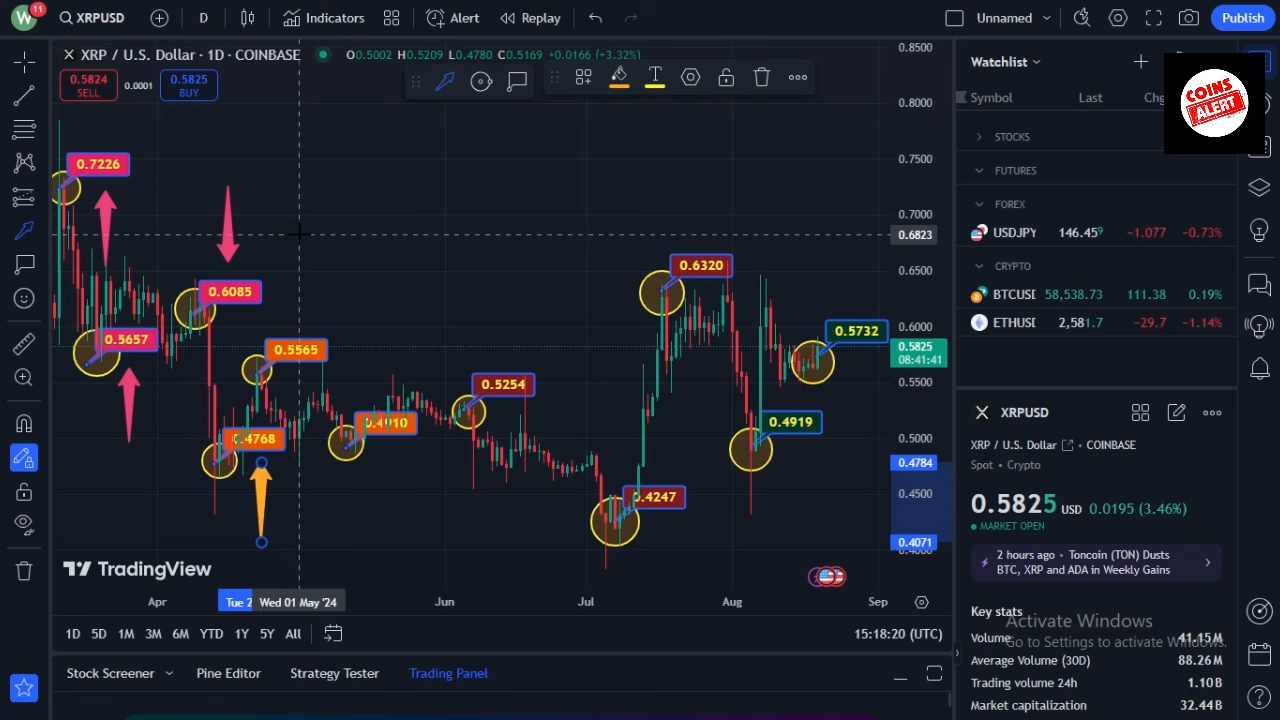 W 11 XRPUSD D Indicators Alert Replay Unnamed Publish
XRP / U.S. Dollar · 1D · COINBASE O0.5002 H0.5209 L0.4780 C0.5169 +0.0166 (+3.32%)
0.5824
SELL
0.0001
0.5825
BUY
T
0.7226
0.5657
0.6085
0.4768
0.5565
0.4910
0.5254
0.4247
0.6320
0.4919
0.5732
0.8500
0.8000
0.7500
0.7000
0.6823
0.6500
0.6000
0.5825
08:41:41
0.5500
0.5000
0.4784
0.4500
0.4071
TradingView
Apr Tue 2 Wed 01 May '24 Jun Jul Aug Sep
1D 5D 1M 3M 6M YTD 1Y 5Y All 15:18:20 (UTC)
Stock Screener Pine Editor Strategy Tester Trading Panel
Watchlist
COINS
ALERT
Symbol Last Chg
STOCKS
FUTURES
FOREX
USDJPY 146.459 −1.077 −0.73%
CRYPTO
BTCUSI 58,538.73 111.38 0.19%
ETHUSI 2,581.7 −29.7 −1.14%
XRPUSD
XRP / U.S. Dollar · COINBASE
Spot · Crypto
0.5825 USD 0.0195 (3.46%)
MARKET OPEN
2 hours ago · Toncoin (TON) Dusts
BTC, XRP and ADA in Weekly Gains
Key stats
Activate Windows
Go to Settings to activate Windows.
Volume 41.15M
Average Volume (30D) 88.26M
Trading volume 24h 1.10B
Market capitalization 32.44B